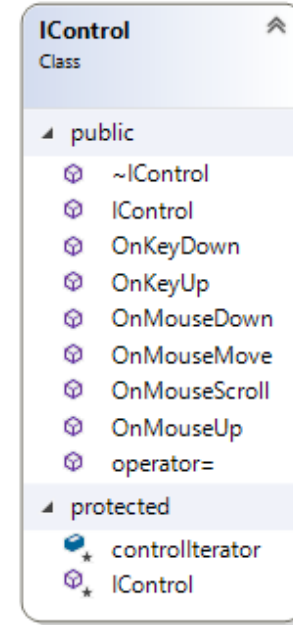 IControl
Class
public
~IControl
IControl
OnKeyDown
OnKeyUp
OnMouseDown
OnMouseMove
OnMouseScroll
OnMouseUp
operator=
protected
controlIterator
IControl